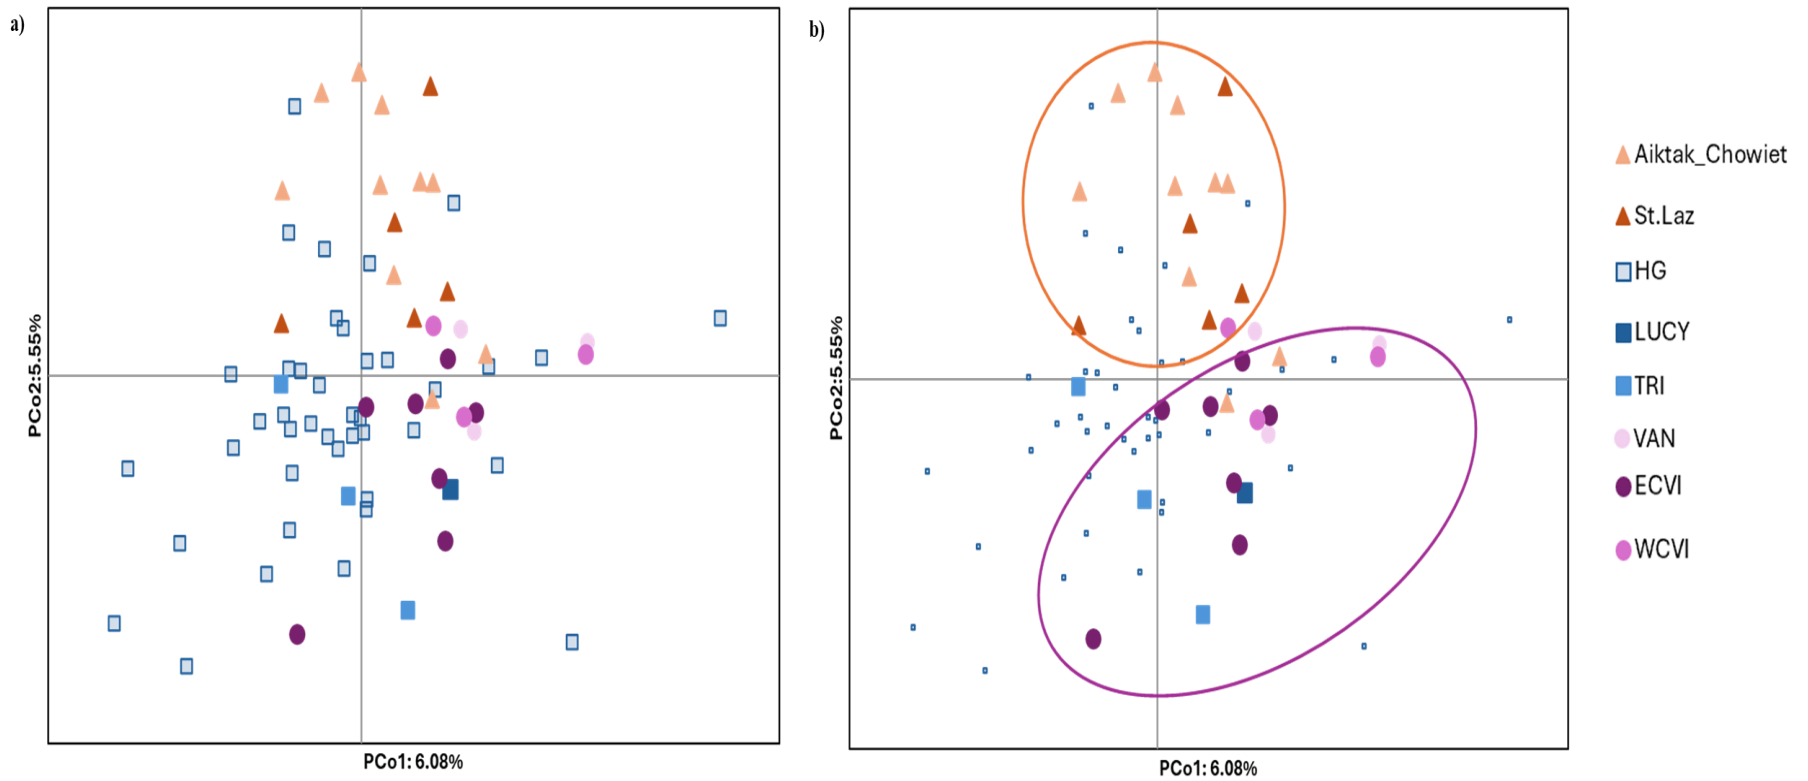 a)
PCo2:5.55%
PCo1: 6.08%
b)
PCo2:5.55%
PCo1: 6.08%
Aiktak_Chowiet
St.Laz
HG
LUCY
TRI
VAN
ECVI
WCVI